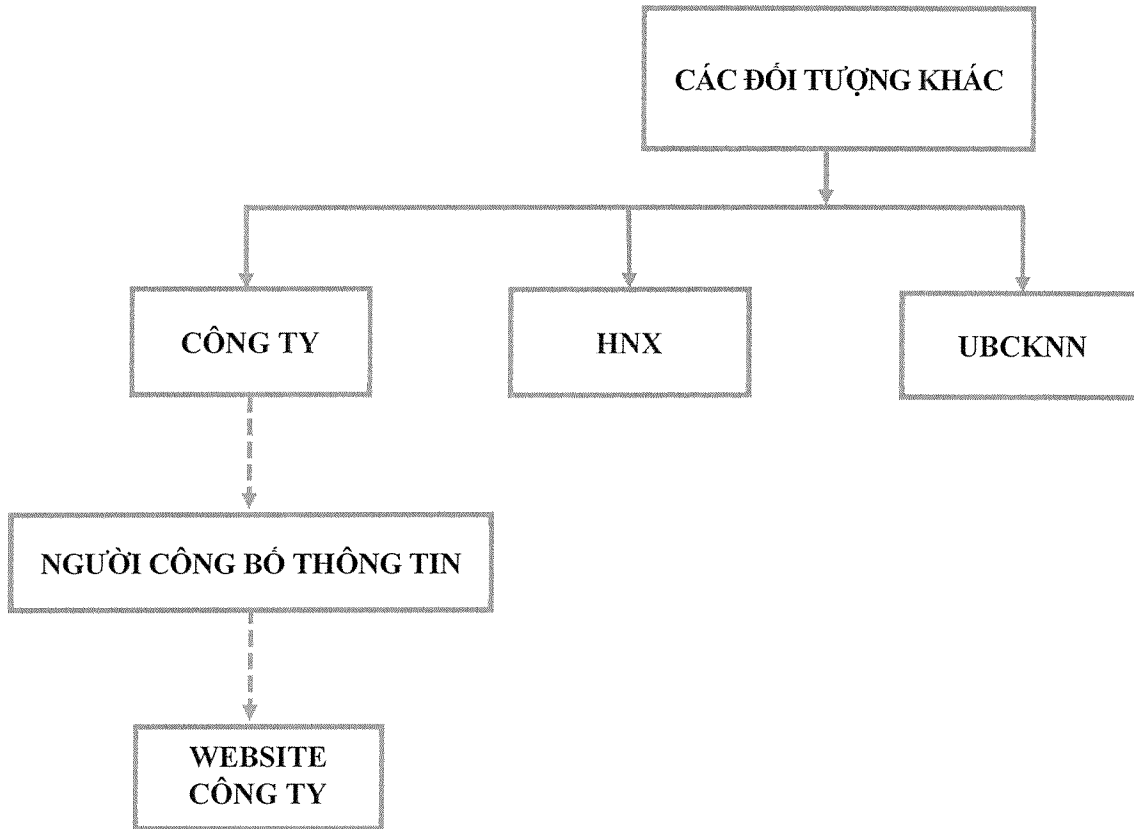 CÁC ĐỐI TƯỢNG KHÁC
CÔNG TY
HNX
UBCKNN
NGƯỜI CÔNG BỐ THÔNG TIN
WEBSITE
CÔNG TY